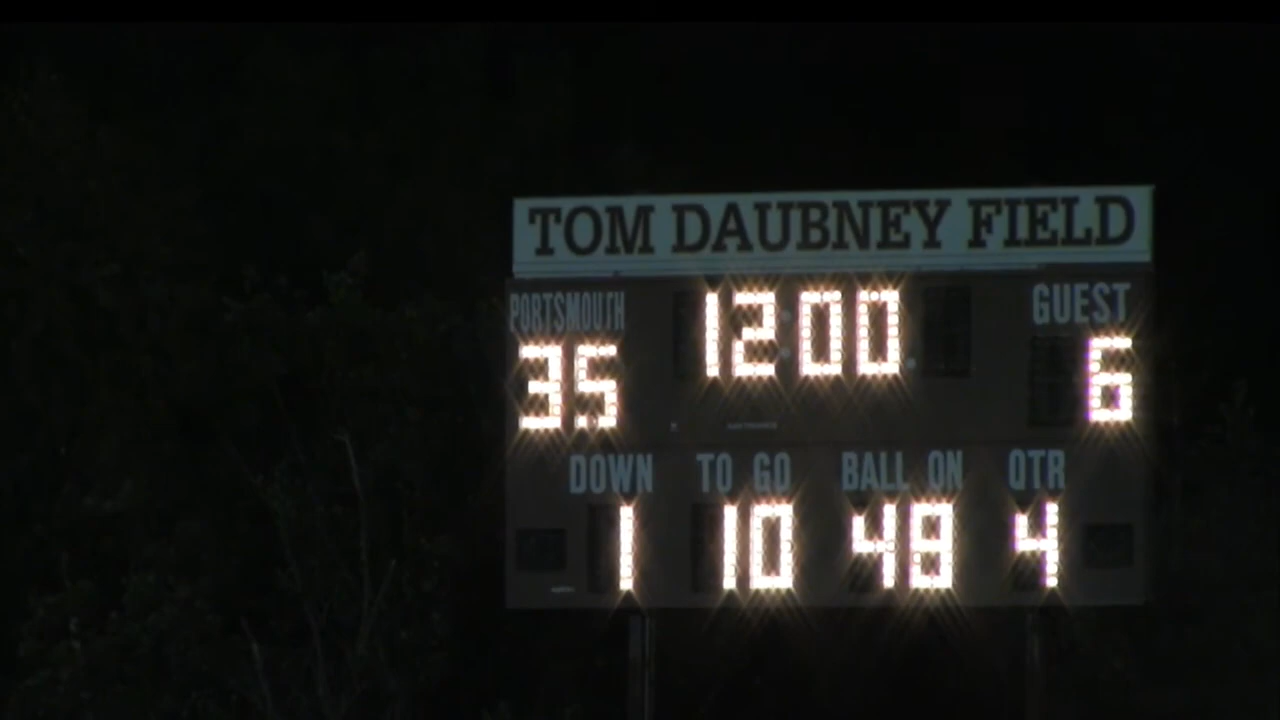 TOM DAUBNEY FIELD
PORTSMOUTH 12:00 GUEST
35 6
DOWN TO GO BALL ON QTR
1 10 48 4